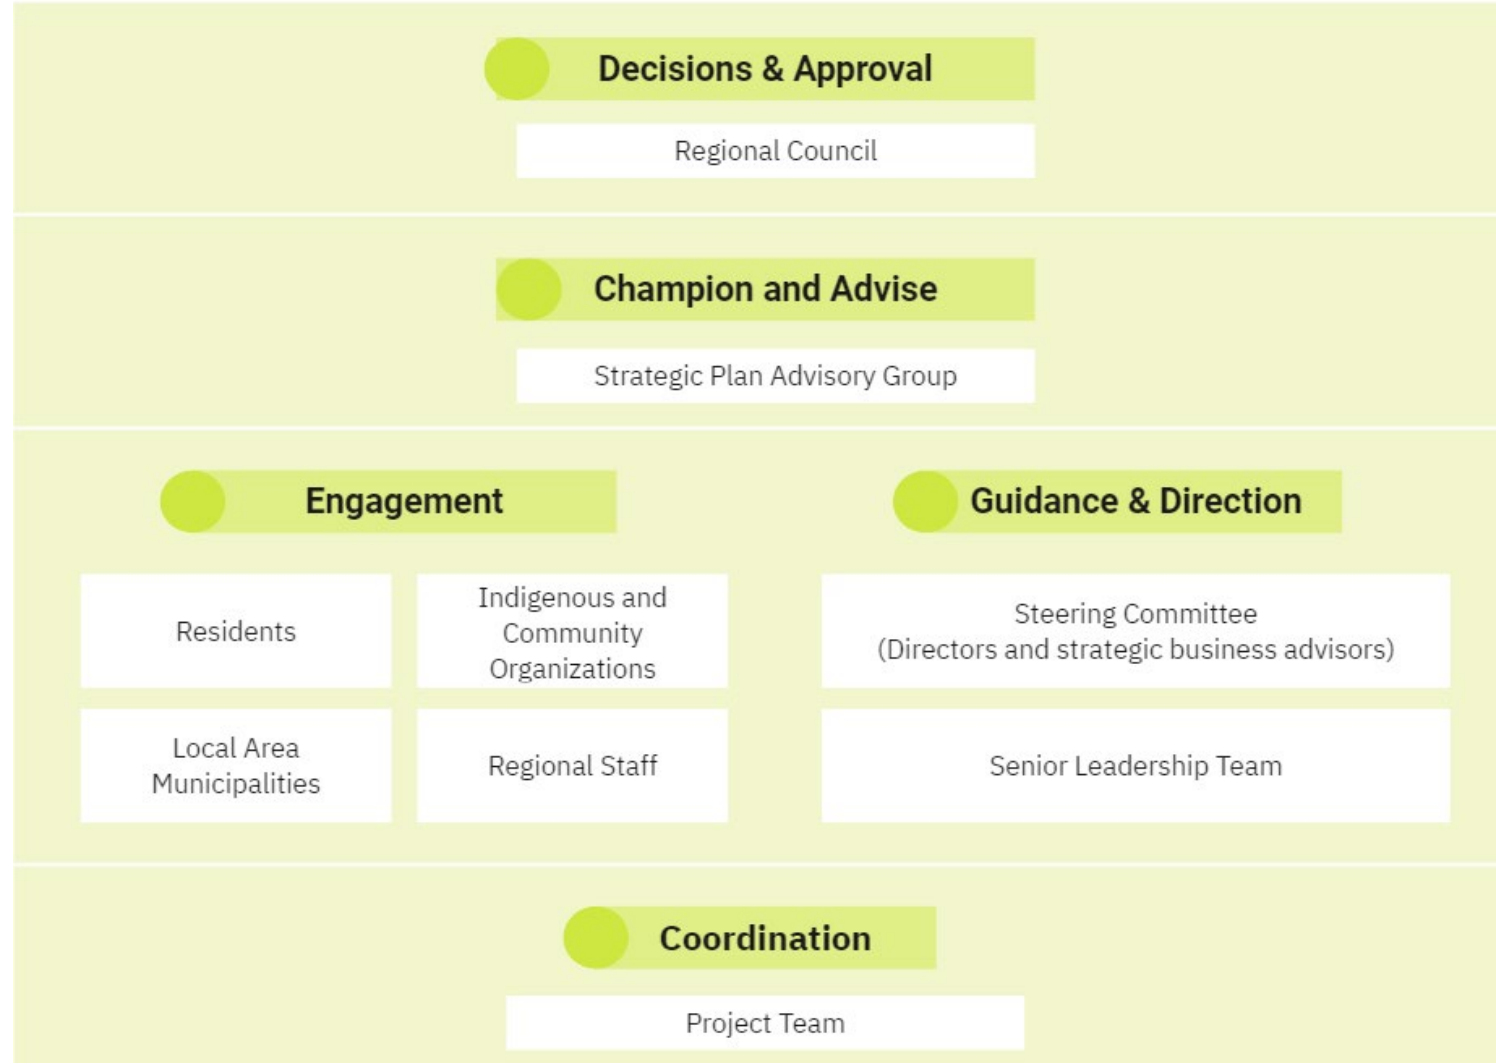 Decisions & Approval
Regional Council
Champion and Advise
Strategic Plan Advisory Group
Engagement
Residents
Indigenous and
Community
Organizations
Local Area
Municipalities
Regional Staff
Guidance & Direction
Steering Committee
(Directors and strategic business advisors)
Senior Leadership Team
Coordination
Project Team